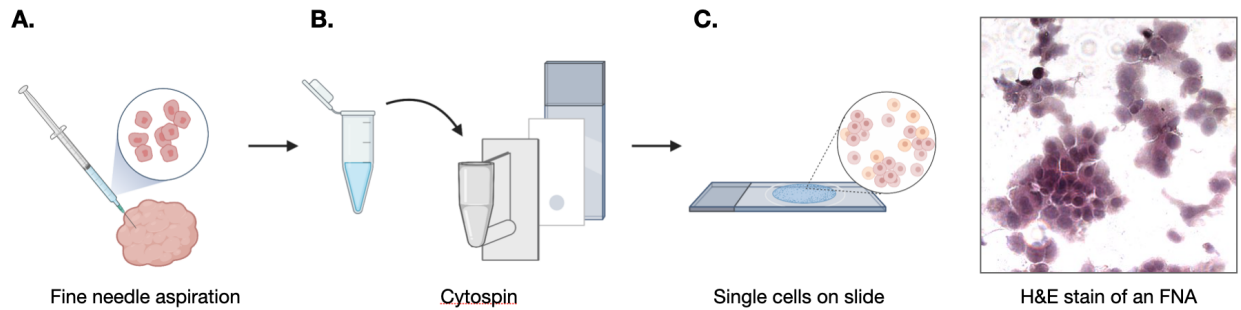 A.
B.
C.
Fine needle aspiration
Cytospin
Single cells on slide
H&E stain of an FNA